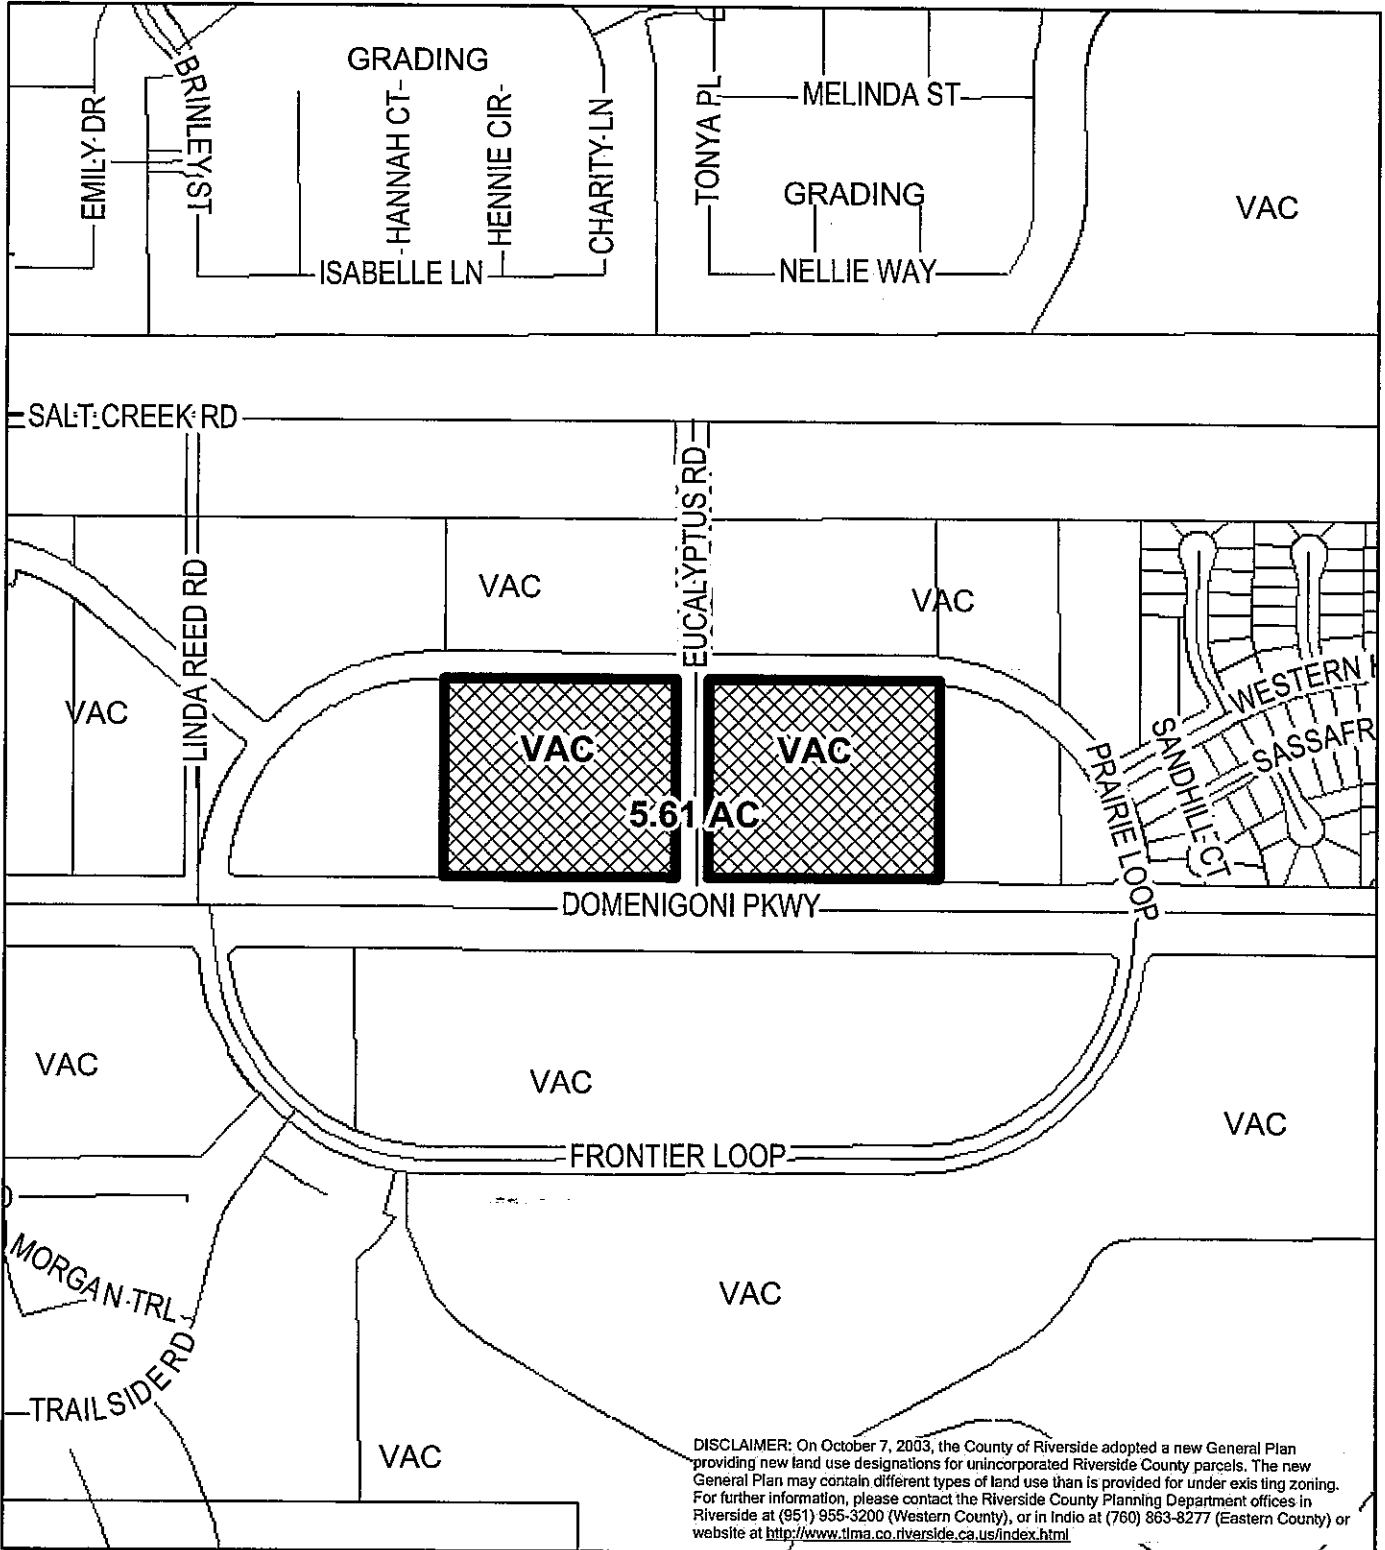 GRADING
EMILY DR
BRINLEY ST
HANNAH CT
HENNIE CIR
CHARITY LN
TONYA PL
MELINDA ST
GRADING
VAC
ISABELLE LN
NELLIE WAY
SALT CREEK RD
EUCALYPTUS RD
LINDA REED RD
VAC
VAC
VAC
WESTERN
SASSAFR
SANDHILL CT
PRAIRIE LOOP
VAC
VAC
5.61 AC
DOMENIGONI PKWY
VAC
VAC
VAC
FRONTIER LOOP
MORGAN TRL
VAC
TRAILSIDE RD
VAC
DISCLAIMER: On October 7, 2003, the County of Riverside adopted a new General Plan
providing new land use designations for unincorporated Riverside County parcels. The new
General Plan may contain different types of land use than is provided for under existing zoning.
For further information, please contact the Riverside County Planning Department offices in
Riverside at (951) 955-3200 (Western County), or in Indio at (760) 863-8277 (Eastern County) or
website at http://www.tlma.co.riverside.ca.us/index.html